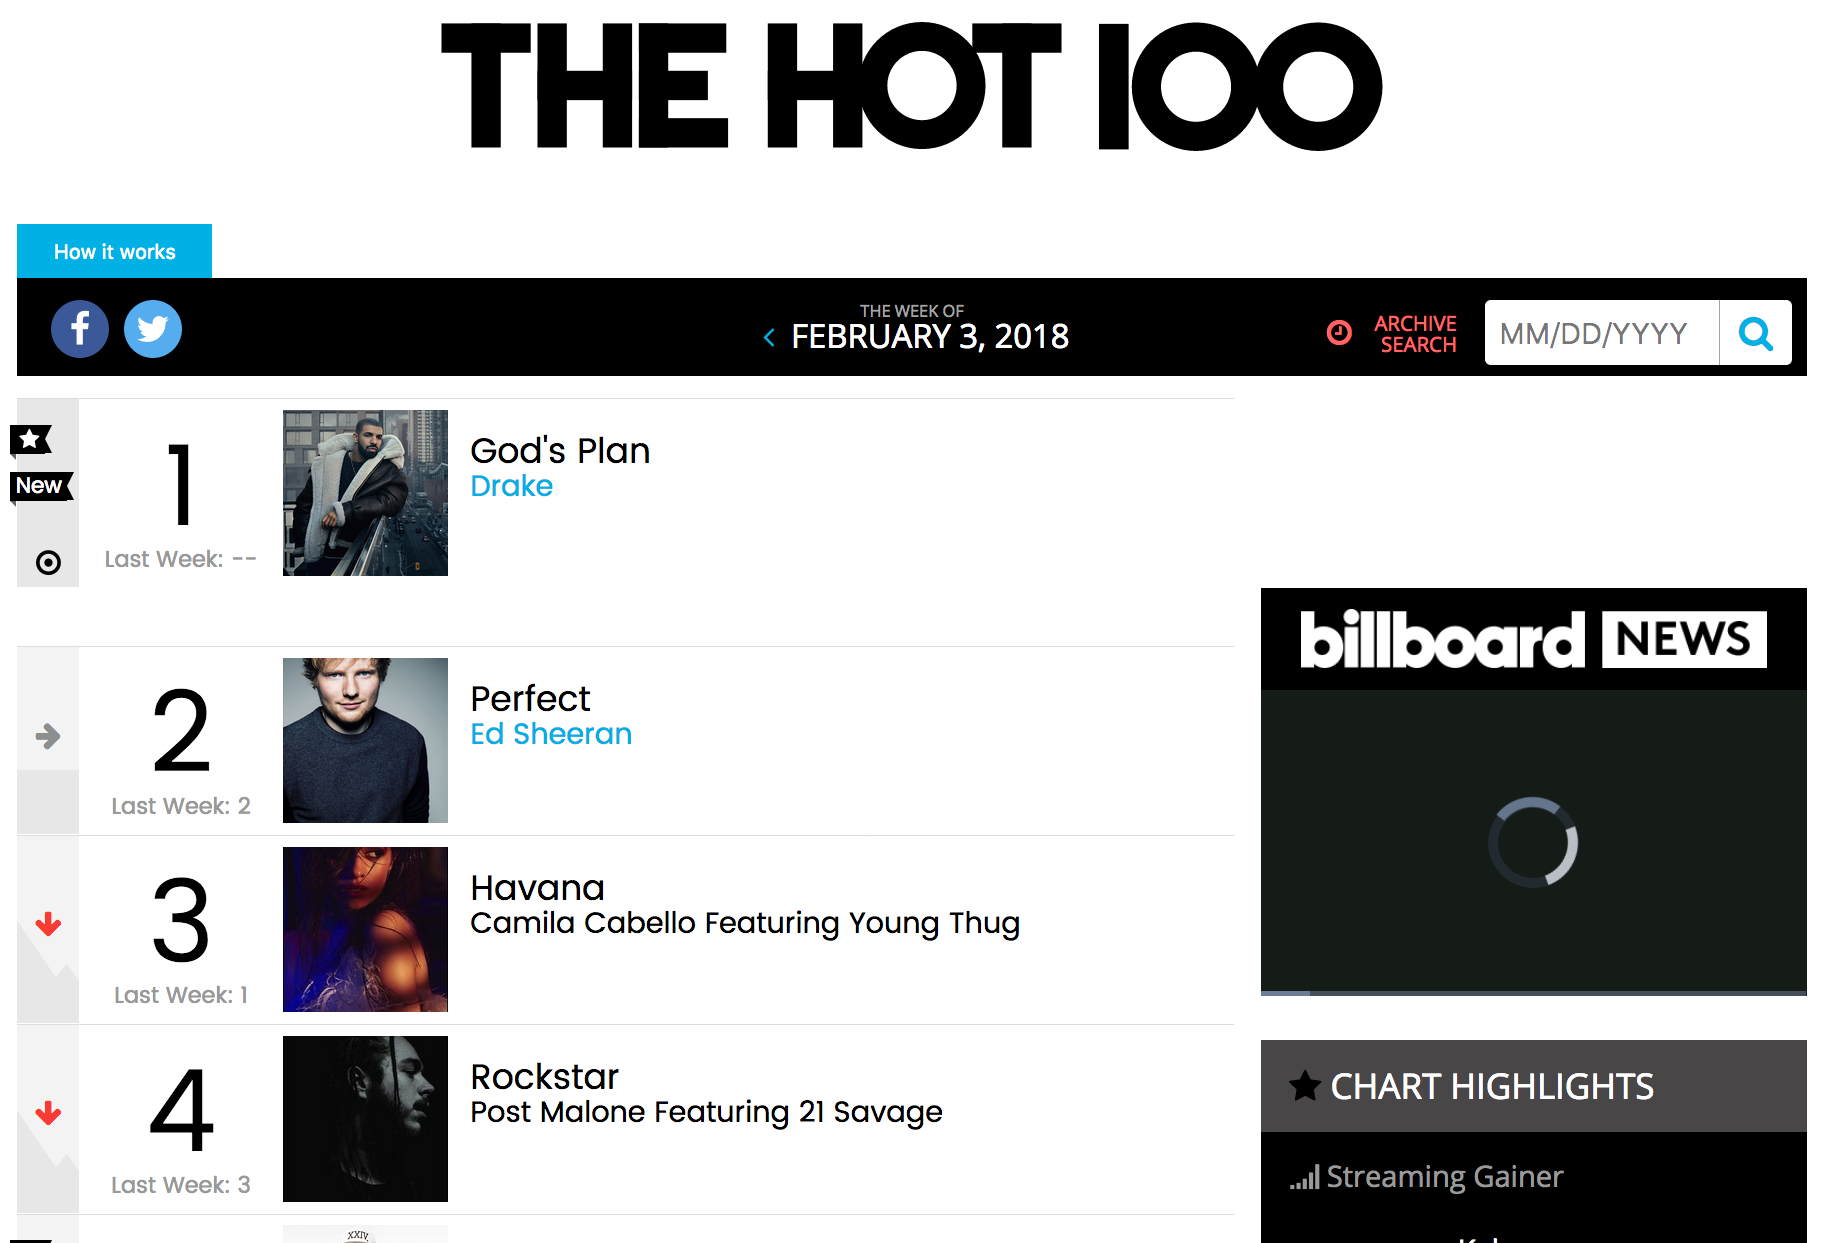 THE HOT 100
How it works
THE WEEK OF
FEBRUARY 3, 2018
ARCHIVE
SEARCH
MM/DD/YYYY
New
1
Last Week: --
God's Plan
Drake
2
Last Week: 2
Perfect
Ed Sheeran
3
Last Week: 1
Havana
Camila Cabello Featuring Young Thug
4
Last Week: 3
Rockstar
Post Malone Featuring 21 Savage
XXIV
billboard NEWS
CHART HIGHLIGHTS
Streaming Gainer